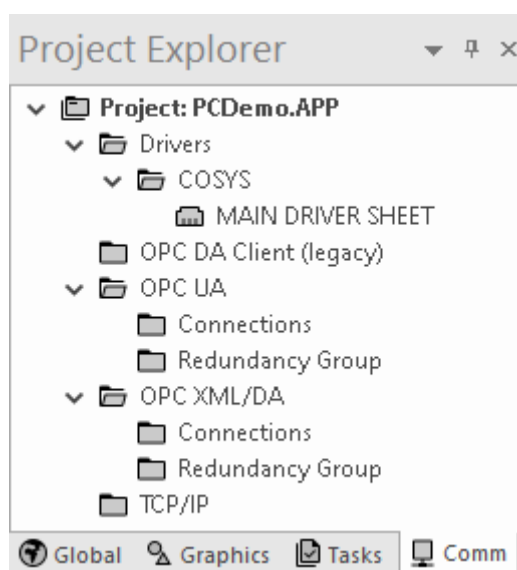 Project Explorer
Project: PCDemo.APP
Drivers
COSYS
MAIN DRIVER SHEET
OPC DA Client (legacy)
OPC UA
Connections
Redundancy Group
OPC XML/DA
Connections
Redundancy Group
TCP/IP
Global Graphics Tasks Comm